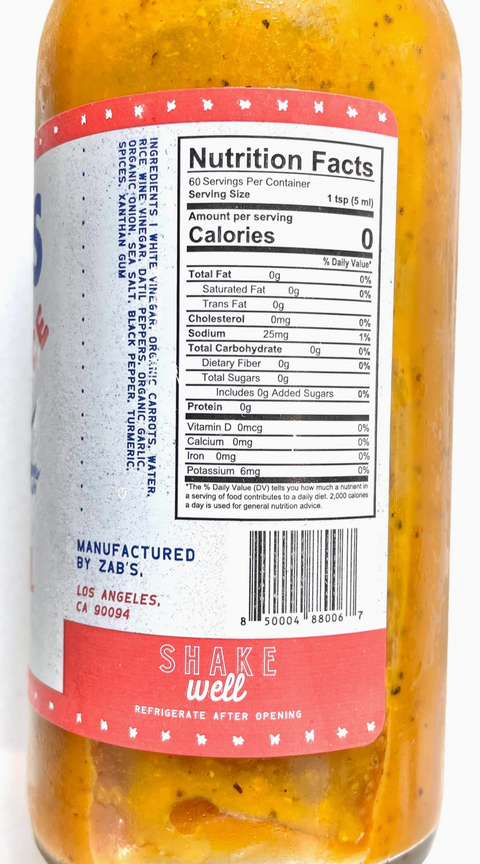 INGREDIENTS | WHITE VINEGAR, ORGANIC CARROTS, WATER,
RICE WINE VINEGAR, DATIL PEPPERS, ORGANIC GARLIC,
ORGANIC ONION, SEA SALT, BLACK PEPPER, TURMERIC,
SPICES, XANTHAN GUM
Nutrition Facts
60 Servings Per Container
Serving Size 1 tsp (5 ml)
Amount per serving
Calories 0
% Daily Value*
Total Fat 0g 0%
Saturated Fat 0g 0%
Trans Fat 0g
Cholesterol 0mg 0%
Sodium 25mg 1%
Total Carbohydrate 0g 0%
Dietary Fiber 0g 0%
Total Sugars 0g
Includes 0g Added Sugars 0%
Protein 0g
Vitamin D 0mcg 0%
Calcium 0mg 0%
Iron 0mg 0%
Potassium 6mg 0%
*The % Daily Value (DV) tells you how much a nutrient in
a serving of food contributes to a daily diet. 2,000 calories
a day is used for general nutrition advice.
8 50004 88006 7
MANUFACTURED
BY ZAB'S,
LOS ANGELES,
CA 90094
SHAKE
well
REFRIGERATE AFTER OPENING